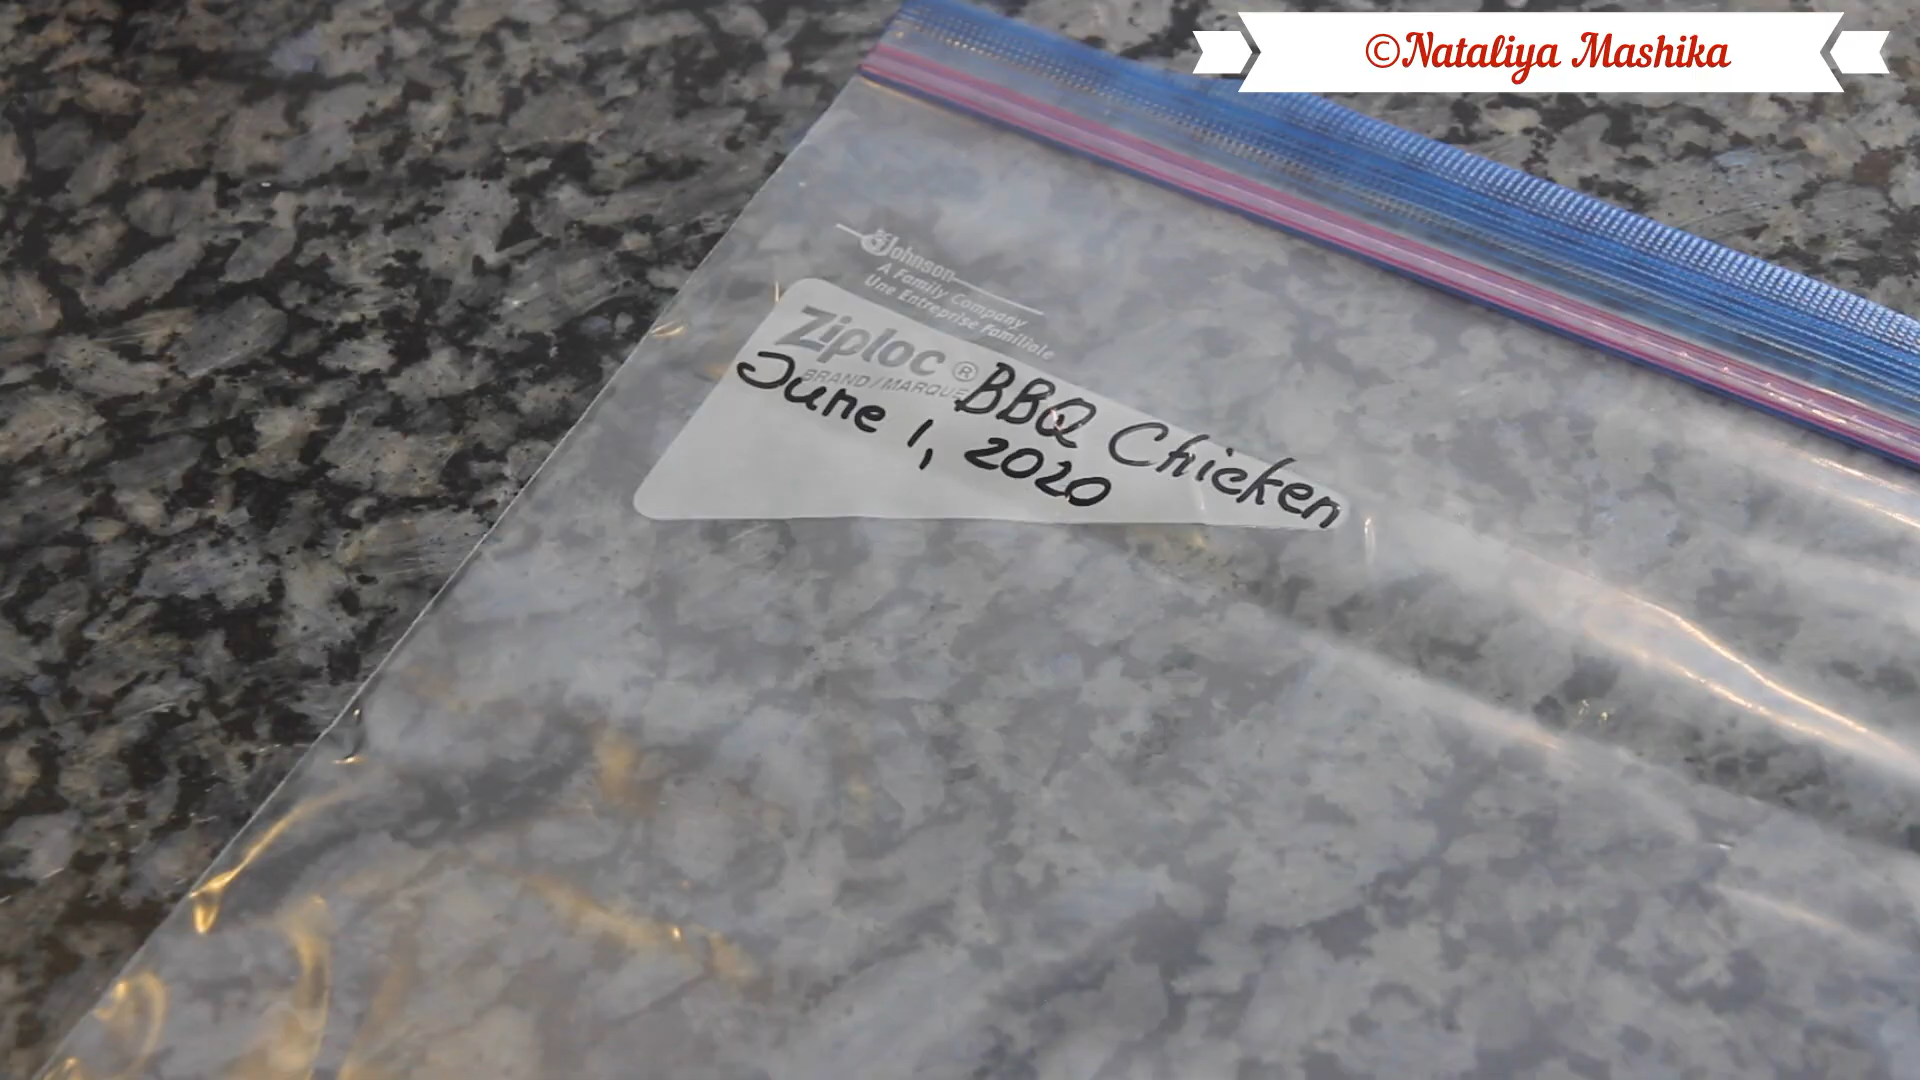 ©Nataliya Mashika
SC Johnson
A Family Company
Une Entreprise Familiale
Ziploc®
BRAND/MARQUE
BBQ Chicken
June 1, 2020